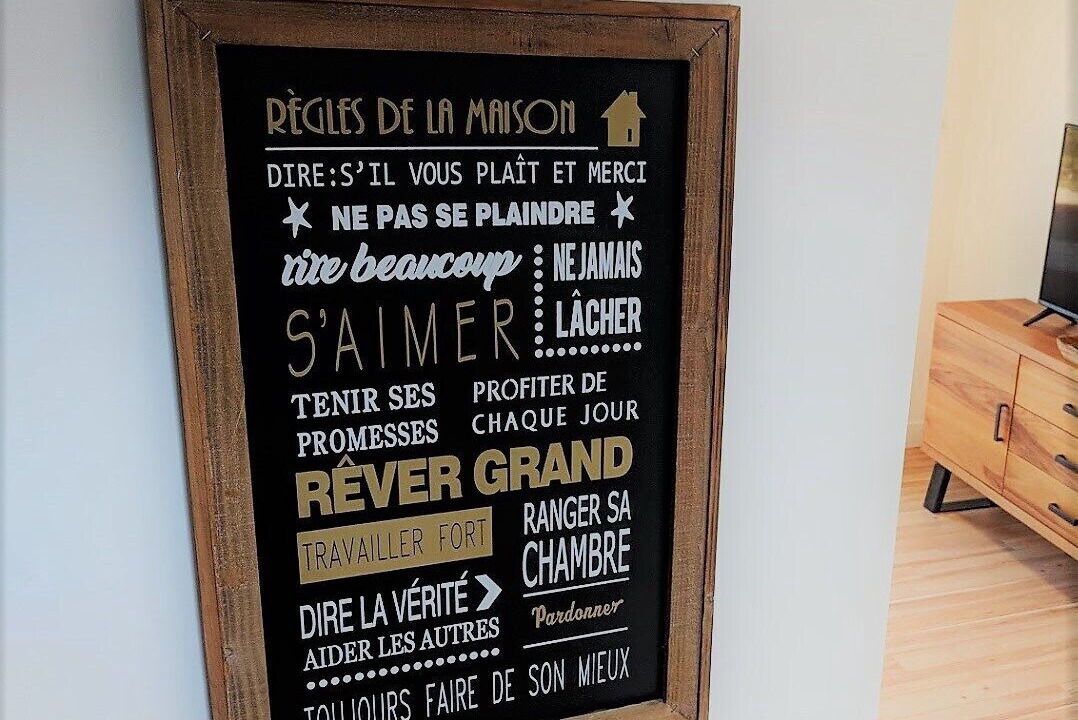 RÈGLES DE LA MAISON
DIRE:S'IL VOUS PLAÎT ET MERCI
NE PAS SE PLAINDRE
rire beaucoup
NE JAMAIS
LÂCHER
S'AIMER
TENIR SES
PROMESSES
PROFITER DE
CHAQUE JOUR
RÊVER GRAND
TRAVAILLER FORT
RANGER SA
CHAMBRE
DIRE LA VÉRITÉ
AIDER LES AUTRES
Pardonner
TOUJOURS FAIRE DE SON MIEUX